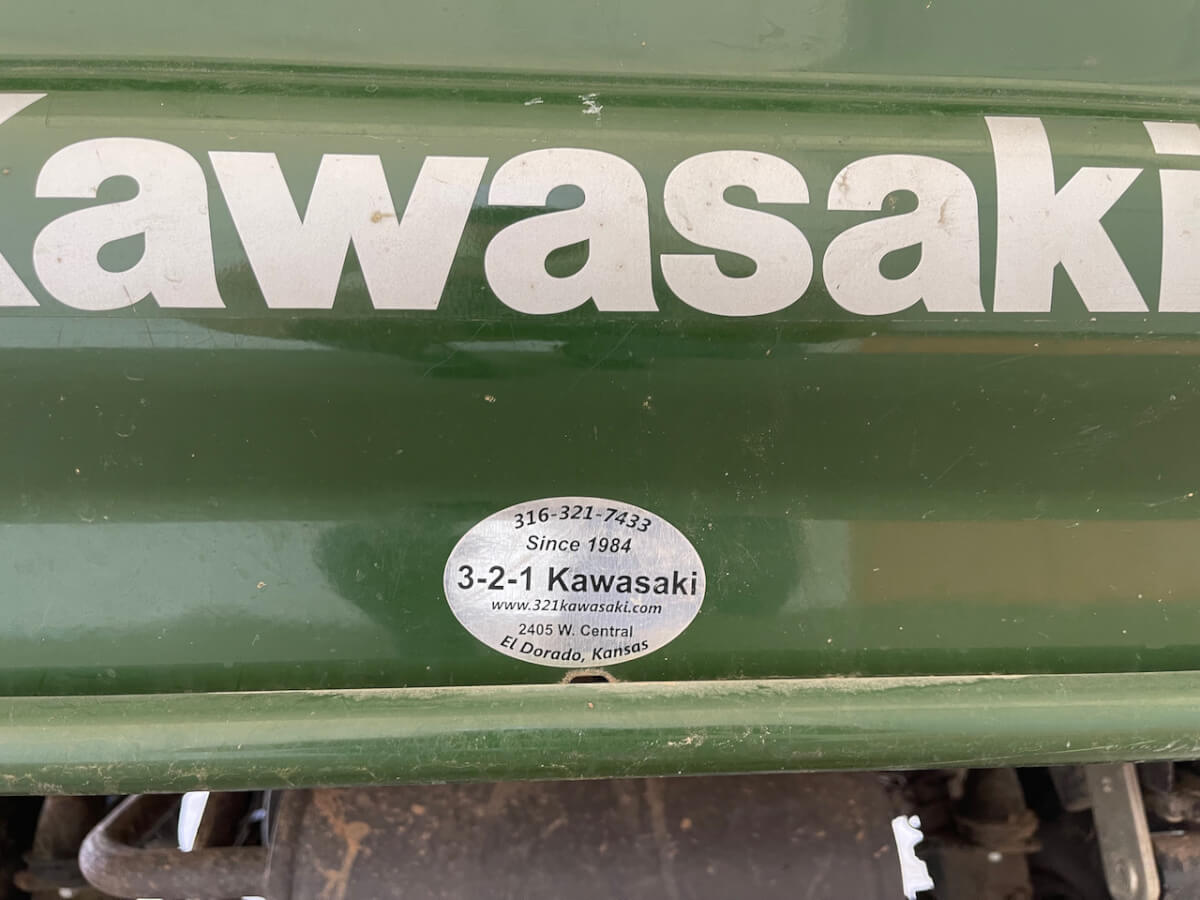 Kawasaki
316-321-7433
Since 1984
3-2-1 Kawasaki
www.321kawasaki.com
2405 W. Central
El Dorado, Kansas